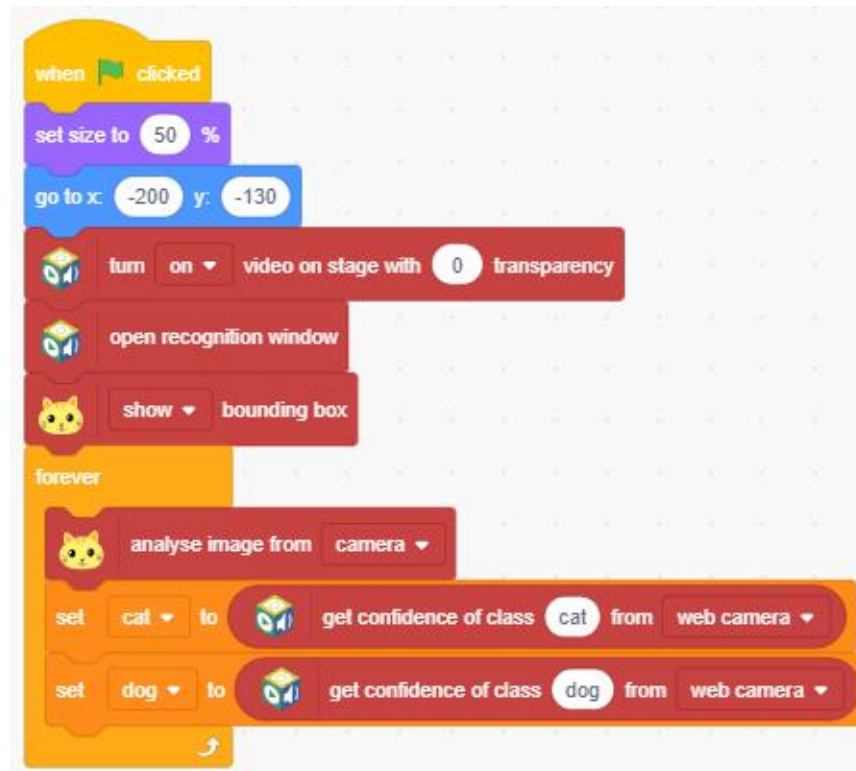 when clicked
set size to 50 %
go to x: -200 y: -130
turn on video on stage with 0 transparency
open recognition window
show bounding box
forever
analyse image from camera
set cat to get confidence of class cat from web camera
set dog to get confidence of class dog from web camera